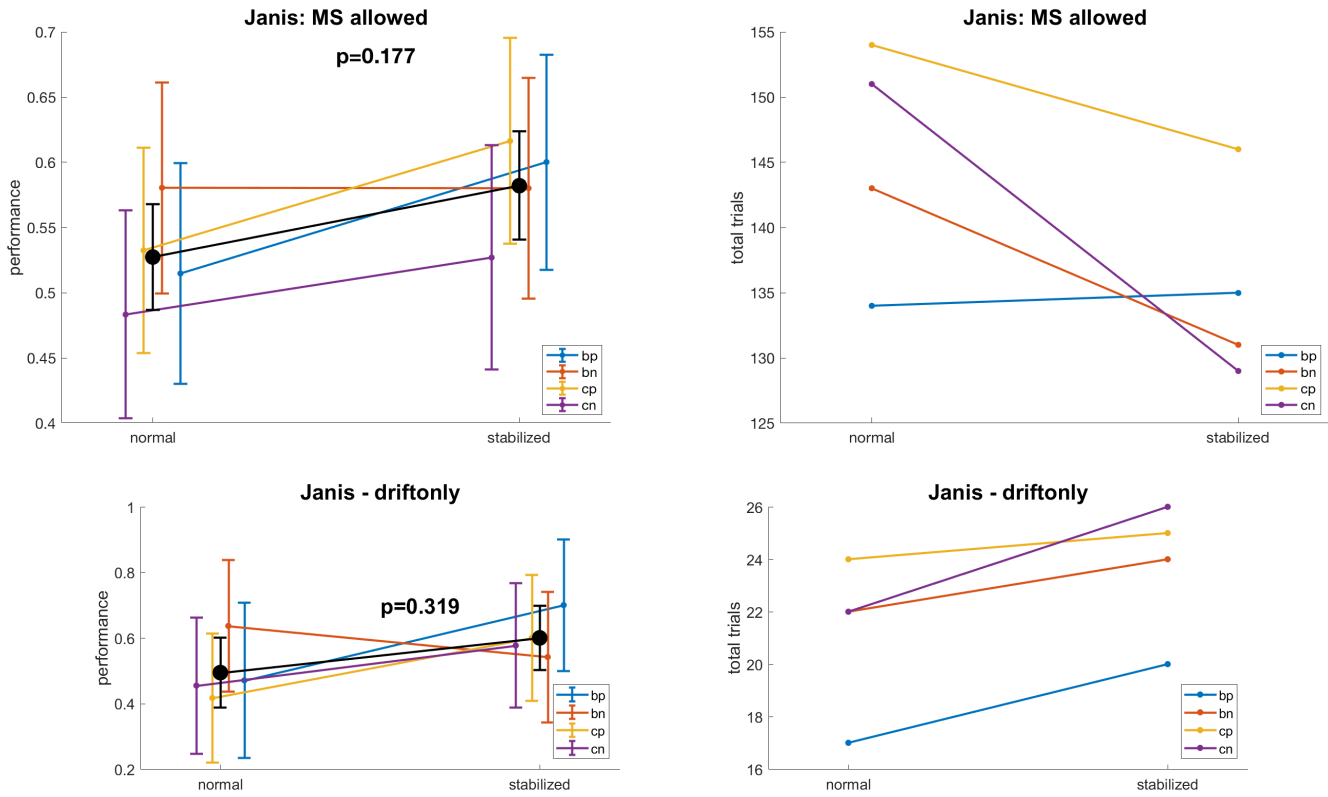 Janis: MS allowed
p=0.177
performance
0.7
0.65
0.6
0.55
0.5
0.45
0.4
normal
stabilized
bp
bn
cp
cn
Janis: MS allowed
total trials
155
150
145
140
135
130
125
normal
stabilized
bp
bn
cp
cn
Janis - driftonly
p=0.319
performance
1
0.8
0.6
0.4
0.2
normal
stabilized
bp
bn
cp
cn
Janis - driftonly
total trials
26
24
22
20
18
16
normal
stabilized
bp
bn
cp
cn